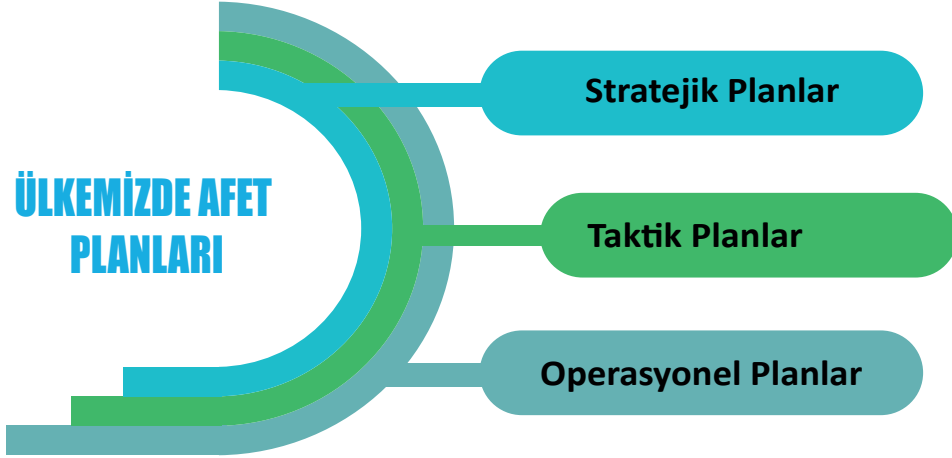 ÜLKEMİZDE AFET
PLANLARI
Stratejik Planlar
Taktik Planlar
Operasyonel Planlar